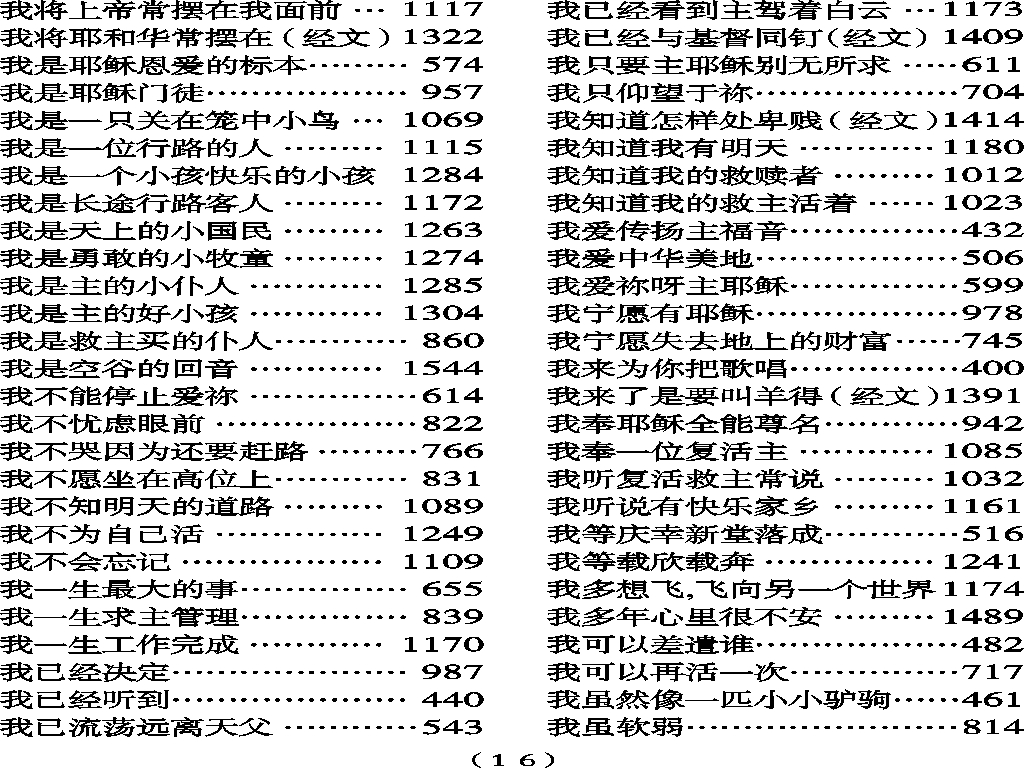 我将上帝常摆在我面前 … 1117
我将耶和华常摆在(经文)1322
我是耶稣恩爱的标本……… 574
我是耶稣门徒……………… 957
我是一只关在笼中小鸟 … 1069
我是一位行路的人 ……… 1115
我是一个小孩快乐的小孩 1284
我是长途行路客人 ……… 1172
我是天上的小国民 ……… 1263
我是勇敢的小牧童 ……… 1274
我是主的小仆人 ………… 1285
我是主的好小孩 ………… 1304
我是救主买的仆人………… 860
我是空谷的回音 ………… 1544
我不能停止爱祢 ……………614
我不忧虑眼前 ………………822
我不哭因为还要赶路 ………766
我不愿坐在高位上………… 831
我不知明天的道路 ……… 1089
我不为自己活 …………… 1249
我不会忘记 ……………… 1109
我一生最大的事…………… 655
我一生求主管理…………… 839
我一生工作完成 ………… 1170
我已经决定………………… 987
我已经听到………………… 440
我已流荡远离天父 …………543
我已经看到主驾着白云 …1173
我已经与基督同钉(经文) 1409
我只要主耶稣别无所求 ……611
我只仰望于祢………………704
我知道怎样处卑贱(经文)1414
我知道我有明天 ………… 1180
我知道我的救赎者 ……… 1012
我知道我的救主活着 …… 1023
我爱传扬主福音……………432
我爱中华美地………………506
我爱祢呀主耶稣……………599
我宁愿有耶稣………………978
我宁愿失去地上的财富……745
我来为你把歌唱……………400
我来了是要叫羊得(经文)1391
我奉耶稣全能尊名…………942
我奉一位复活主 ………… 1085
我听复活救主常说 ……… 1032
我听说有快乐家乡 ……… 1161
我等庆幸新堂落成…………516
我等载欣载奔 …………… 1241
我多想飞,飞向另一个世界 1174
我多年心里很不安 ……… 1489
我可以差遣谁………………482
我可以再活一次……………717
我虽然像一匹小小驴驹……461
我虽软弱……………………814
(16)